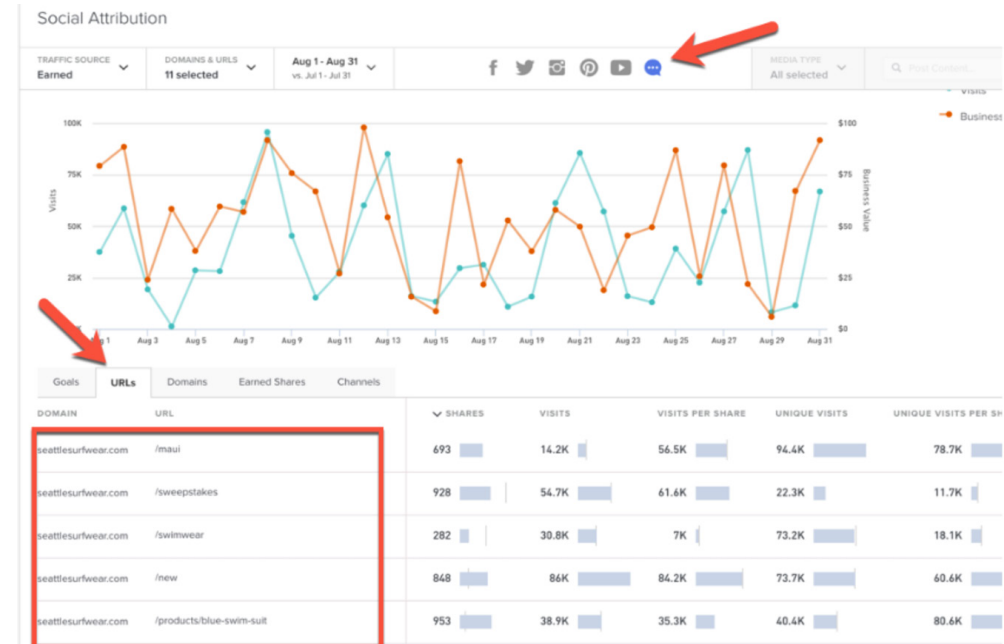 Social Attribution
TRAFFIC SOURCE
Earned
DOMAINS & URLS
11 selected
Aug 1 - Aug 31
vs. Jul 1 - Jul 31
MEDIA TYPE
All selected
Post Content...
Visits
Business
100K
75K
50K
25K
Visits
$100
$75
$50
$25
$0
Business Value
Aug 3 Aug 5 Aug 7 Aug 9 Aug 11 Aug 13 Aug 15 Aug 17 Aug 19 Aug 21 Aug 23 Aug 25 Aug 27 Aug 29 Aug 31
Goals URLs Domains Earned Shares Channels
DOMAIN URL SHARES VISITS VISITS PER SHARE UNIQUE VISITS UNIQUE VISITS PER SH
seattlesurfwear.com /maui 693 14.2K 56.5K 94.4K 78.7K
seattlesurfwear.com /sweepstakes 928 54.7K 61.6K 22.3K 11.7K
seattlesurfwear.com /swimwear 282 30.8K 7K 73.2K 18.1K
seattlesurfwear.com /new 848 86K 84.2K 73.7K 60.6K
seattlesurfwear.com /products/blue-swim-suit 953 38.9K 35.3K 40.4K 80.6K